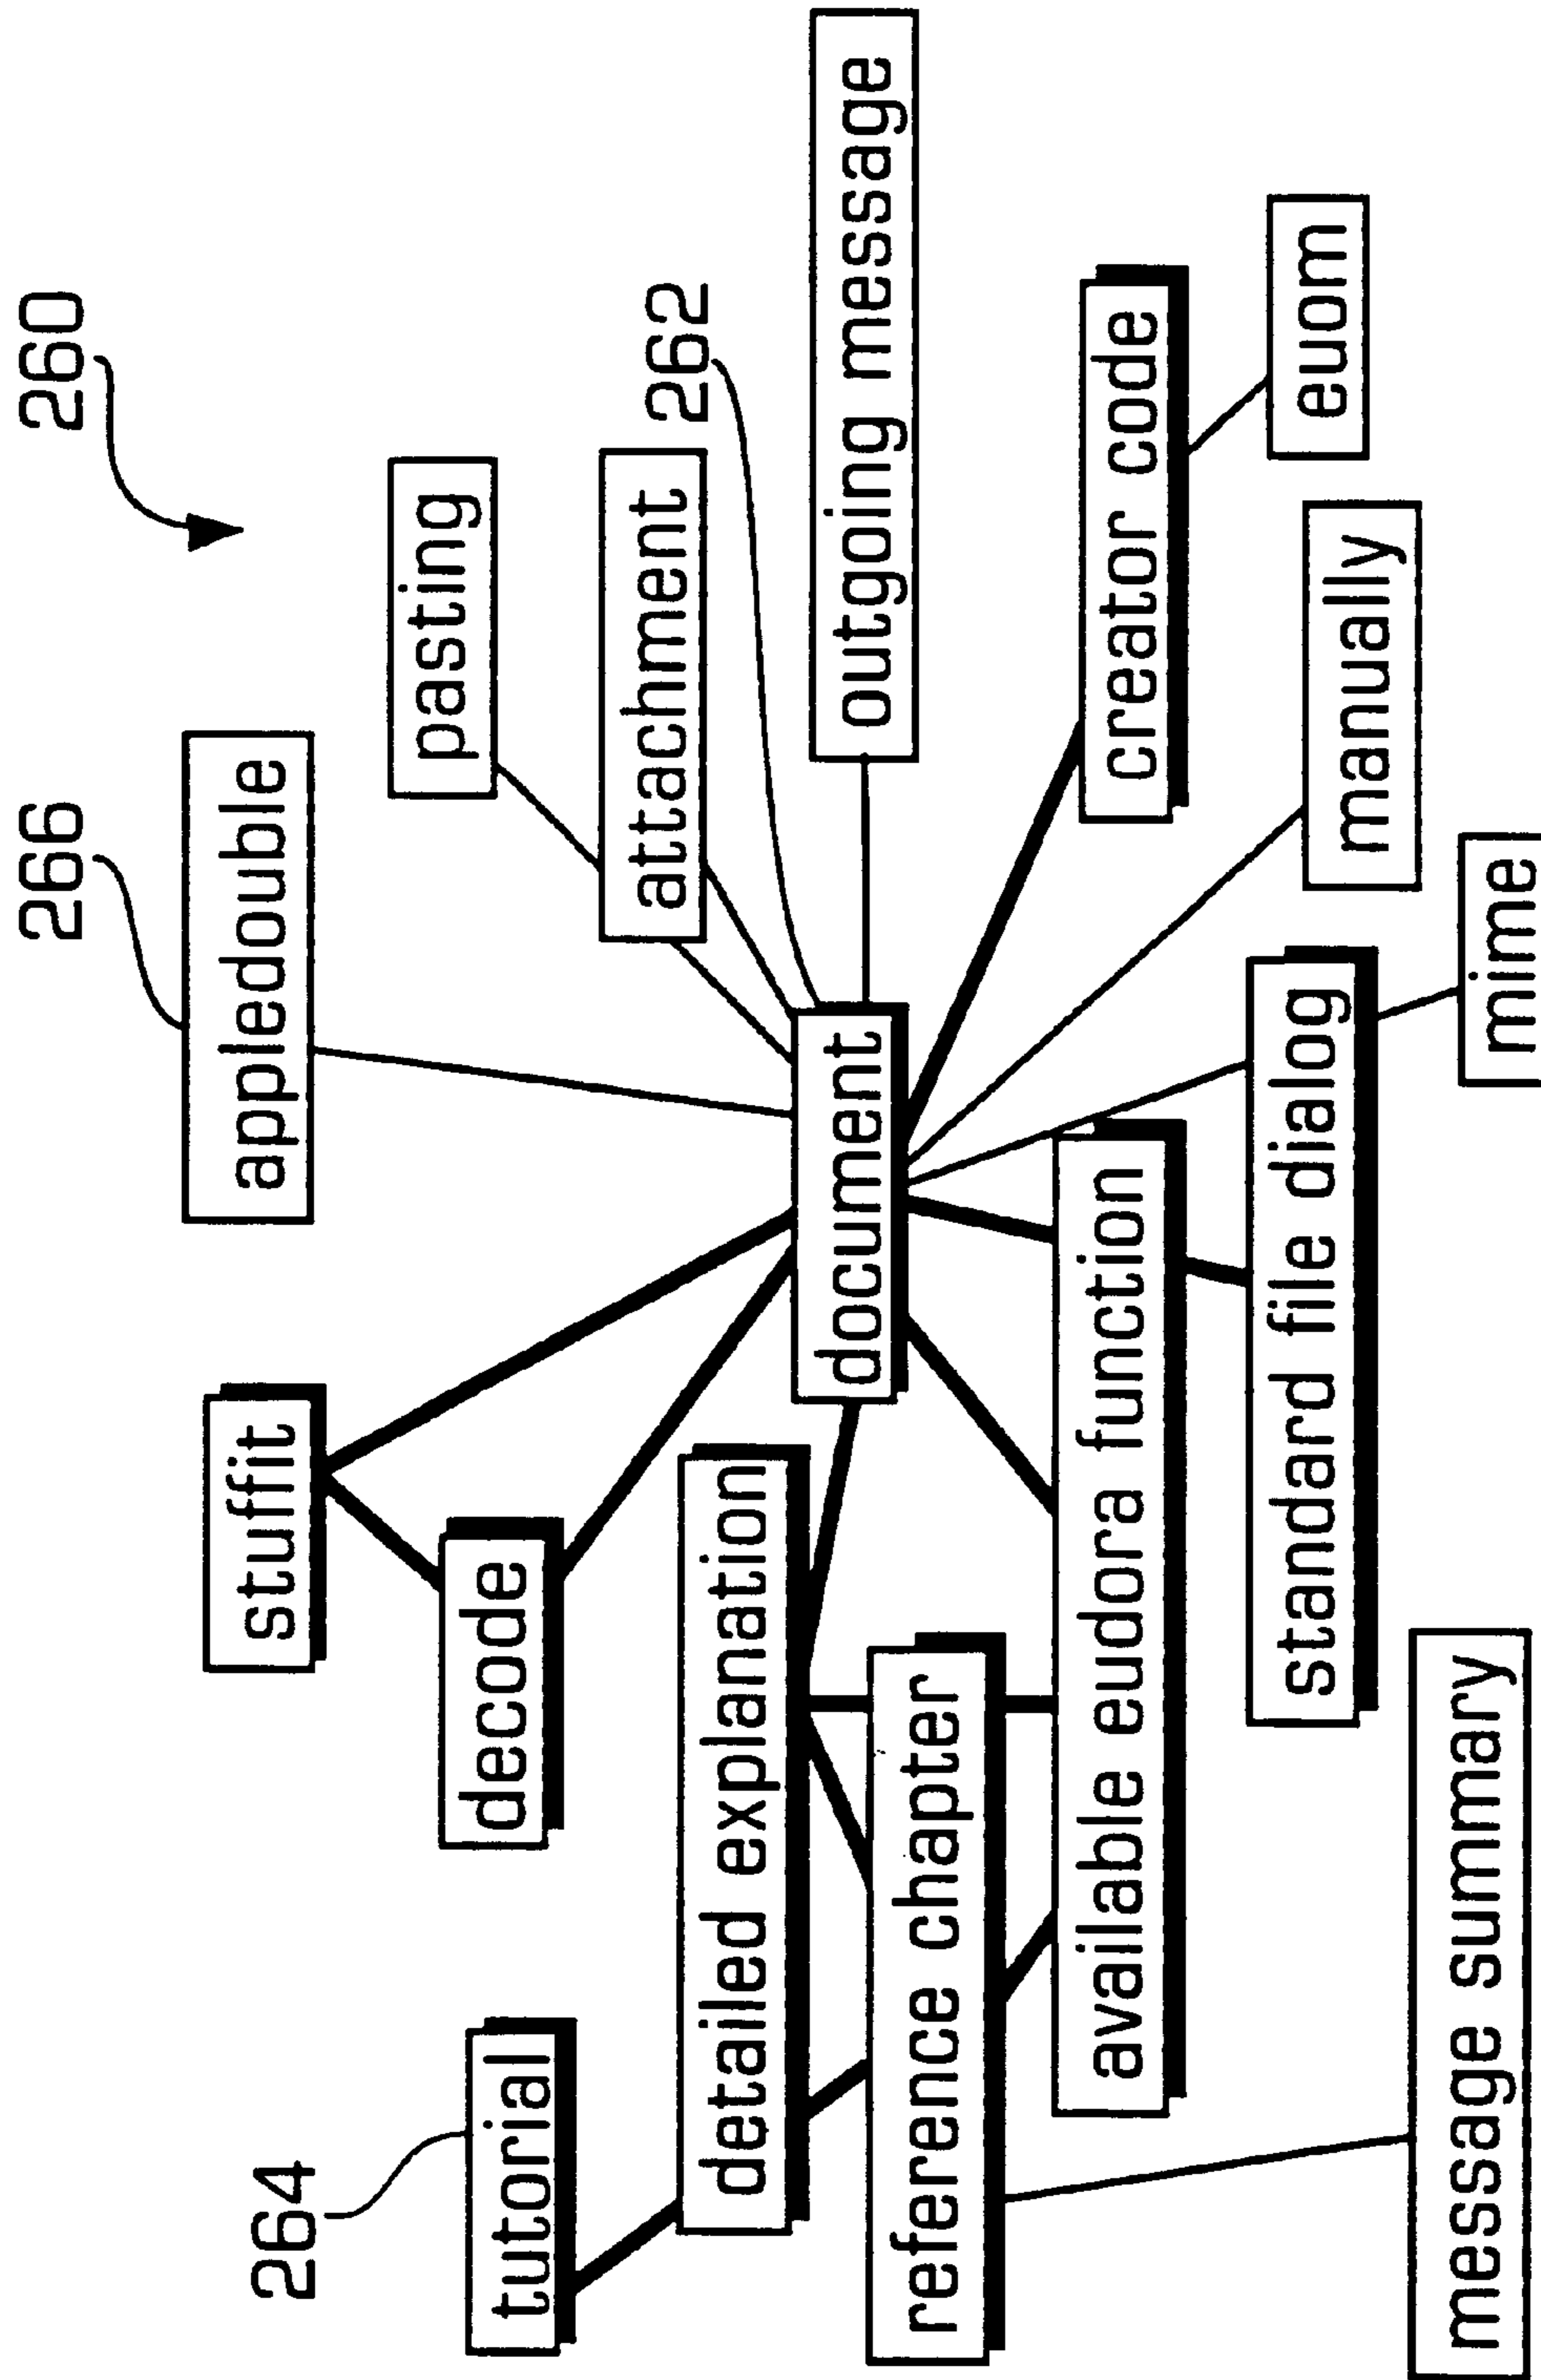 260
266
264
appledouble
stuffit
pasting
decode
tutorial
attachment
262
detailed explanation
document
outgoing message
reference chapter
available eudora function
creator code
standard file dialog
manually
euom
message summary
mime